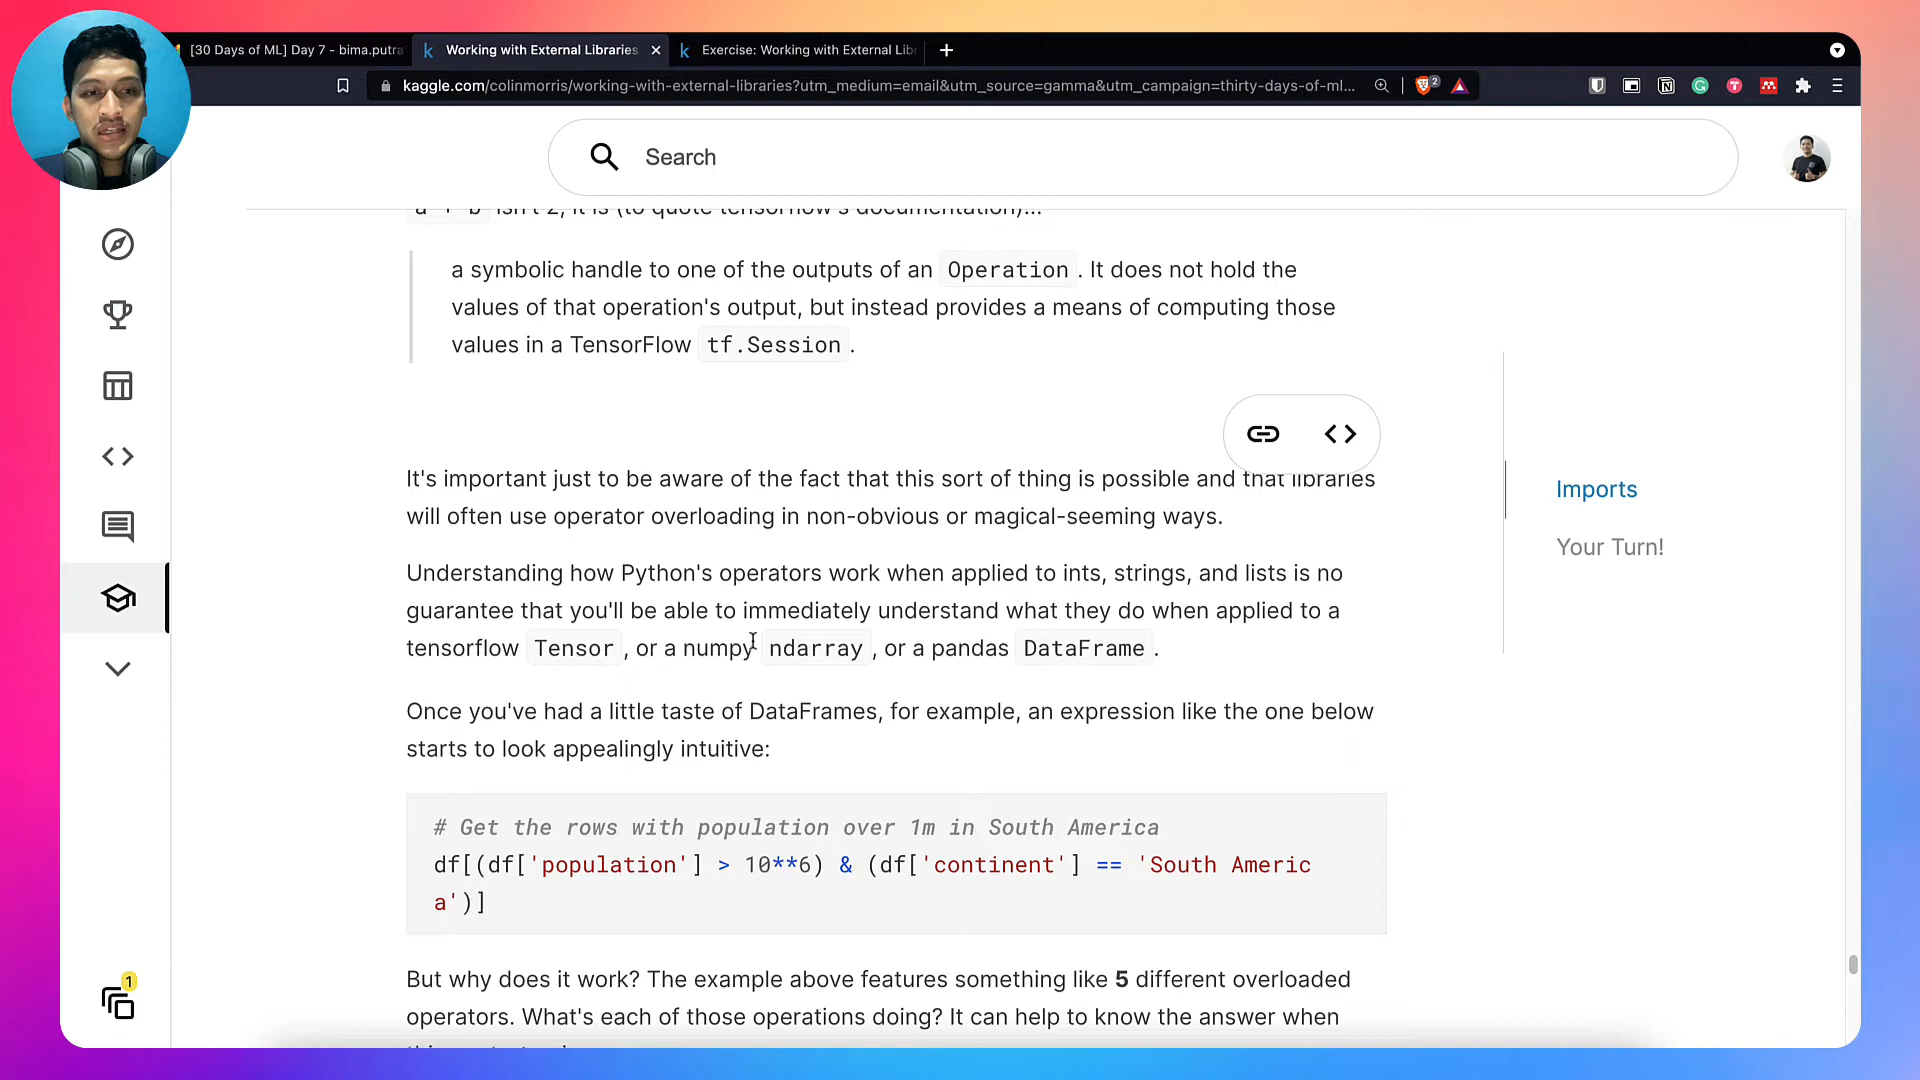 [30 Days of ML] Day 7 - bima.putra
Working with External Libraries
Exercise: Working with External Lib
kaggle.com/colinmorris/working-with-external-libraries?utm_medium=email&utm_source=gamma&utm_campaign=thirty-days-of-ml...
2
Search
a + b isn't 2, it is (to quote tensorflow's documentation)...
a symbolic handle to one of the outputs of an Operation. It does not hold the
values of that operation's output, but instead provides a means of computing those
values in a TensorFlow tf.Session.
It's important just to be aware of the fact that this sort of thing is possible and that libraries
will often use operator overloading in non-obvious or magical-seeming ways.
Understanding how Python's operators work when applied to ints, strings, and lists is no
guarantee that you'll be able to immediately understand what they do when applied to a
tensorflow Tensor, or a numpy ndarray, or a pandas DataFrame.
Once you've had a little taste of DataFrames, for example, an expression like the one below
starts to look appealingly intuitive:
# Get the rows with population over 1m in South America
df[(df['population'] > 10**6) & (df['continent'] == 'South Americ
a')]
But why does it work? The example above features something like 5 different overloaded
operators. What's each of those operations doing? It can help to know the answer when
Imports
Your Turn!
1